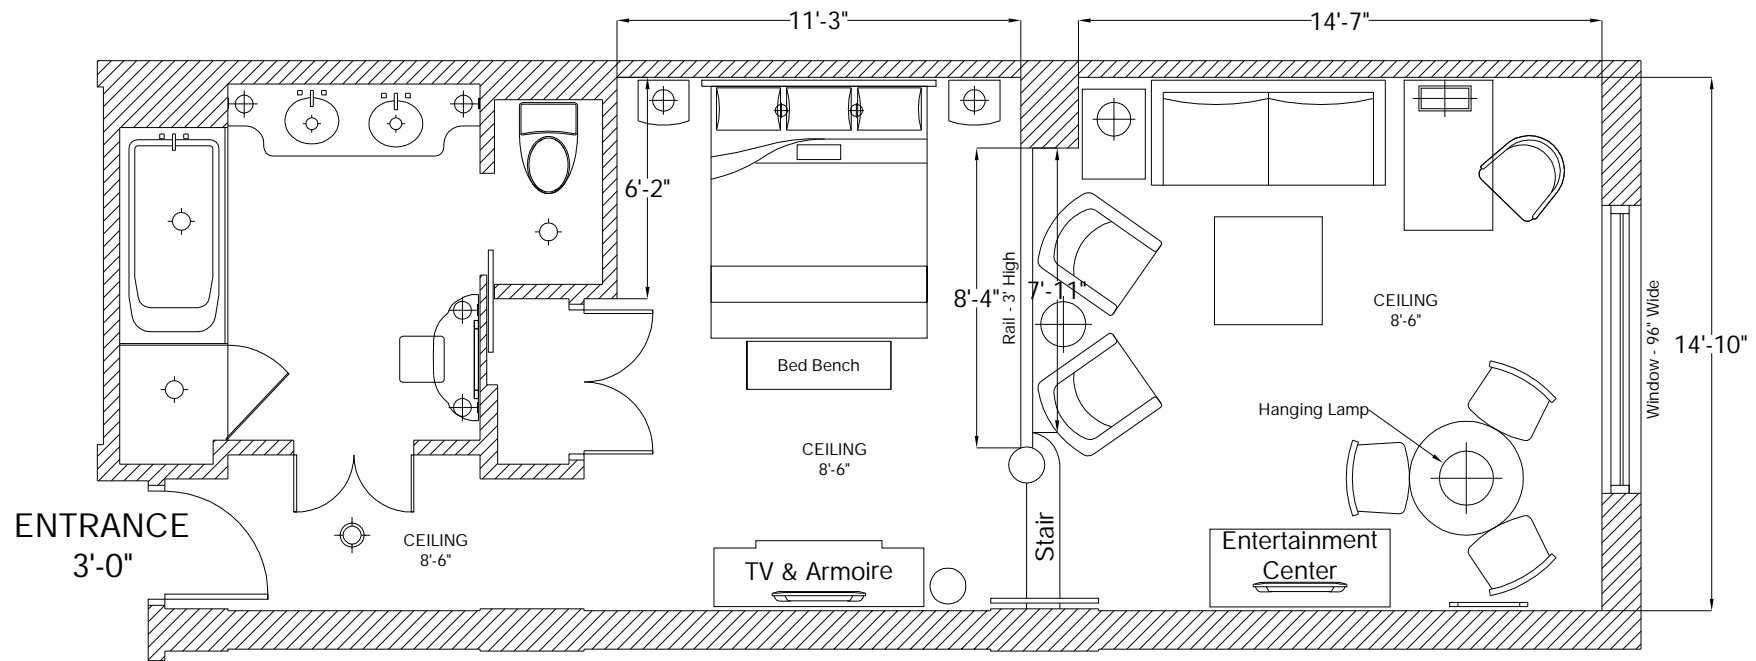 11'-3"
14'-7"
6'-2"
8'-4"
Rail - 3' High
7'-11"
CEILING
8'-6"
Window - 96" Wide
14'-10"
Bed Bench
Hanging Lamp
CEILING
8'-6"
ENTRANCE
3'-0"
CEILING
8'-6"
Stair
TV & Armoire
Entertainment
Center